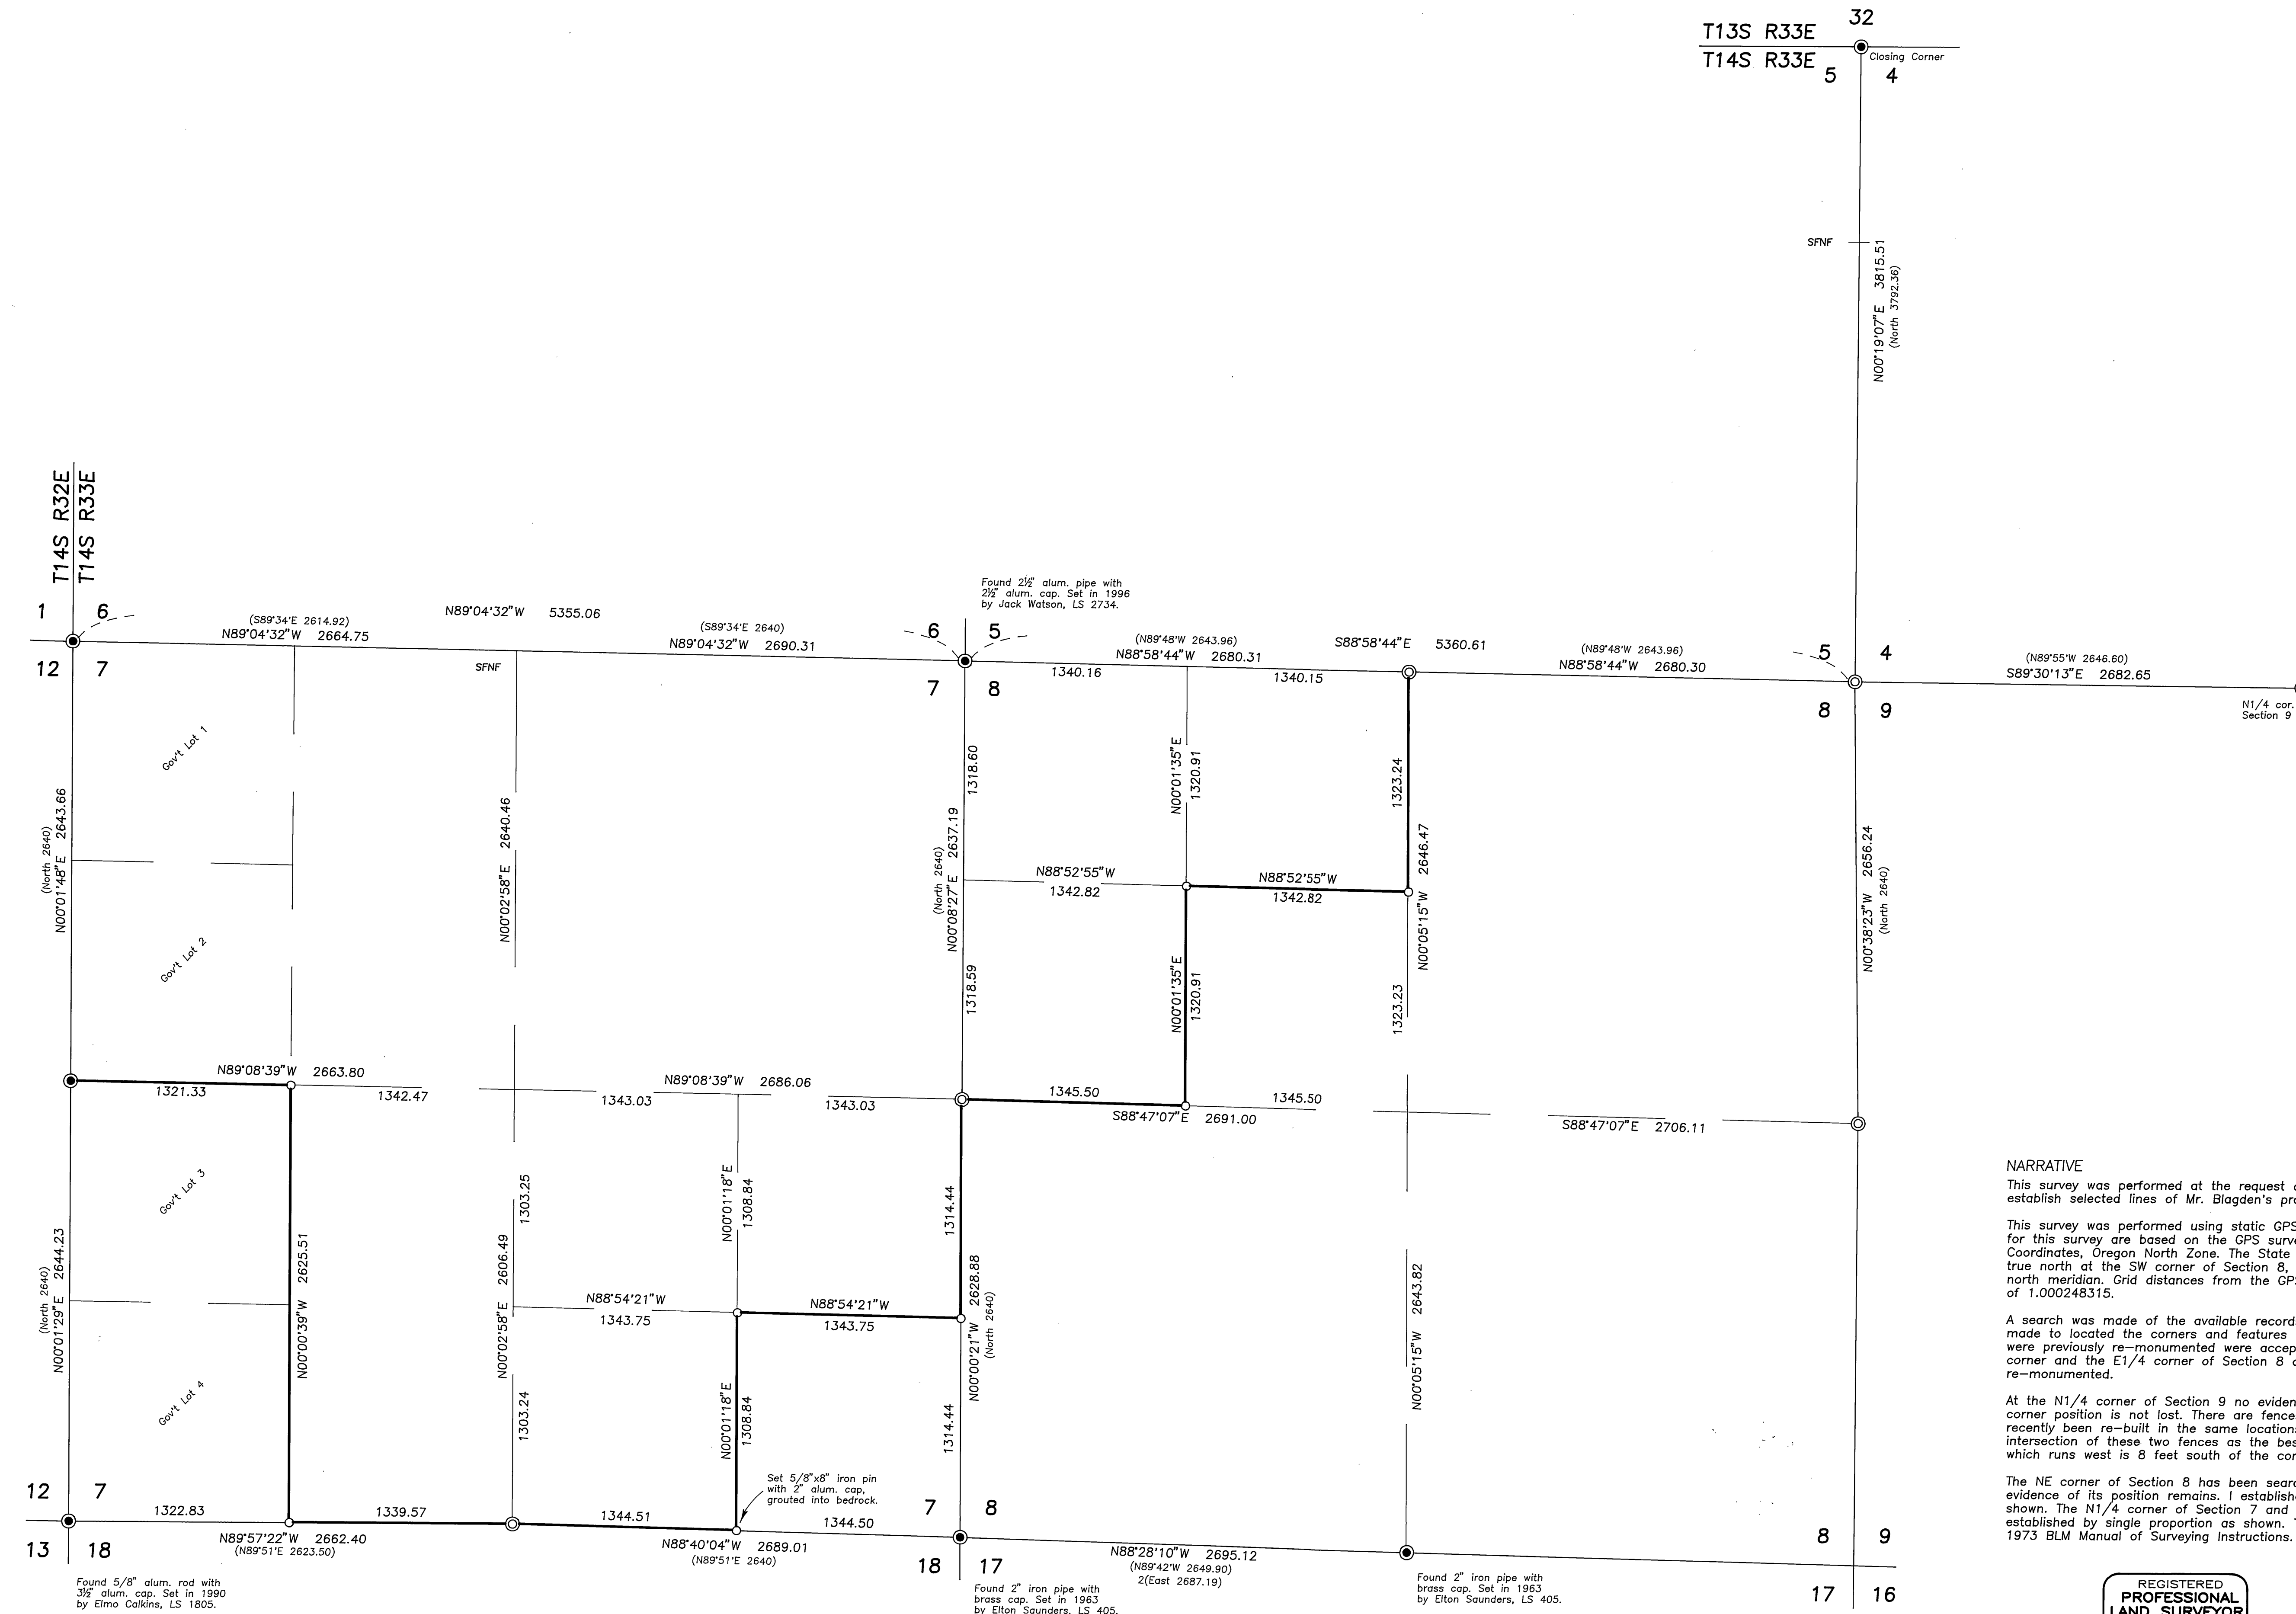 32
T13S R33E
T14S R33E
Closing Corner
5 4
SFNF
N00°19'07"E 3815.51
(North 3792.36)
T14S R32E
T14S R33E
Found 2½" alum. pipe with
2½" alum. cap. Set in 1996
by Jack Watson, LS 2734.
1 6
(S89°34'E 2614.92)
N89°04'32"W 2664.75
N89°04'32"W 5355.06
(S89°34'E 2640)
N89°04'32"W 2690.31
6 5
(N89°48'W 2643.96)
N88°58'44"W 2680.31
S88°58'44"E 5360.61
(N89°48'W 2643.96)
N88°58'44"W 2680.30
5 4
(N89°55'W 2646.60)
S89°30'13"E 2682.65
12 7
SFNF
7 8
1340.16
1340.15
8 9
N1/4 cor.
Section 9
Gov't Lot 1
(North 2640)
N00°01'48"E 2643.66
N00°02'58"E 2640.46
1318.60
(North 2640)
N00°08'27"E 2637.19
N00°01'35"E
1320.91
1323.24
N00°05'15"W 2646.47
N00°38'23"W 2656.24
(North 2640)
N88°52'55"W
1342.82
N88°52'55"W
1342.82
Gov't Lot 2
1318.59
N00°01'35"E
1320.91
1323.23
N89°08'39"W 2663.80
1321.33
1342.47
N89°08'39"W 2686.06
1343.03
1343.03
1345.50
1345.50
S88°47'07"E 2691.00
S88°47'07"E 2706.11
Gov't Lot 3
(North 2640)
N00°01'29"E 2644.23
N00°00'39"W 2625.51
1303.25
N00°02'58"E 2606.49
N00°01'18"E
1308.84
1314.44
N00°00'21"W 2628.88
(North 2640)
N00°05'15"W 2643.82
N88°54'21"W
1343.75
N88°54'21"W
1343.75
Gov't Lot 4
1303.24
N00°01'18"E
1308.84
1314.44
Set 5/8"x8" iron pin
with 2" alum. cap,
grouted into bedrock.
12 7
1322.83
1339.57
1344.51
1344.50
7 8
8 9
N89°57'22"W 2662.40
(N89°51'E 2623.50)
N88°40'04"W 2689.01
(N89°51'E 2640)
N88°28'10"W 2695.12
(N89°42'W 2649.90)
2(East 2687.19)
13 18
18 17
17 16
Found 5/8" alum. rod with
3½" alum. cap. Set in 1990
by Elmo Calkins, LS 1805.
Found 2" iron pipe with
brass cap. Set in 1963
by Elton Saunders, LS 405.
Found 2" iron pipe with
brass cap. Set in 1963
by Elton Saunders, LS 405.
NARRATIVE
This survey was performed at the request
establish selected lines of Mr. Blagden's
This survey was performed using static GPS
for this survey are based on the GPS
Coordinates, Oregon North Zone. The State
true north at the SW corner of Section 8,
north meridian. Grid distances from the
of 1.000248315.
A search was made of the available
made to located the corners and features
were previously re-monumented were
corner and the E1/4 corner of Section 8
re-monumented.
At the N1/4 corner of Section 9 no
corner position is not lost. There are
recently been re-built in the same
intersection of these two fences as the
which runs west is 8 feet south of the
The NE corner of Section 8 has been
evidence of its position remains. I
shown. The N1/4 corner of Section 7 and
established by single proportion as shown.
1973 BLM Manual of Surveying Instructions.
REGISTERED
PROFESSIONAL
LAND SURVEYOR